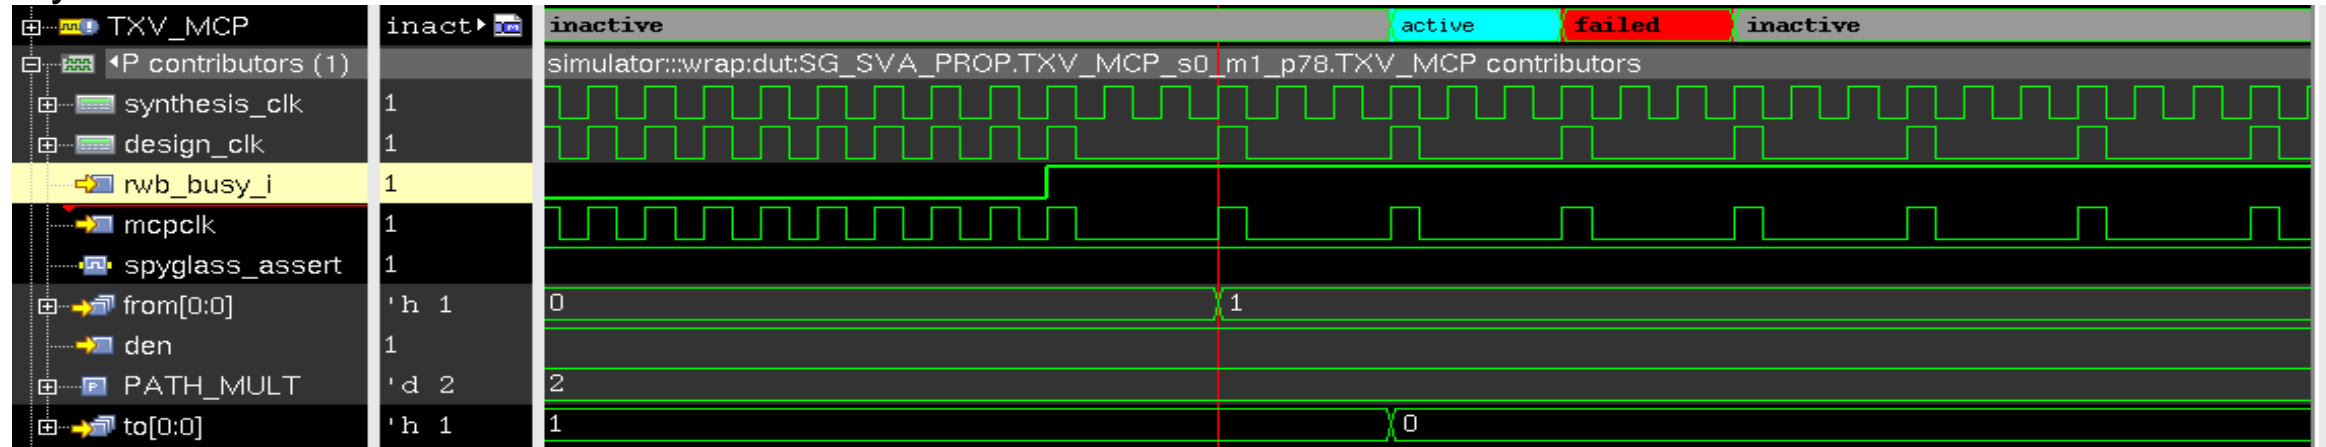 TXV_MCP inact inactive active failed inactive
P contributors (1) simulator:::wrap:dut:SG_SVA_PROP.TXV_MCP_s0_m1_p78.TXV_MCP contributors
synthesis_clk 1
design_clk 1
rwb_busy_i 1
mcpclk 1
spyglass_assert 1
from[0:0] 'h 1 0 1
den 1
PATH_MULT 'd 2 2
to[0:0] 'h 1 1 0